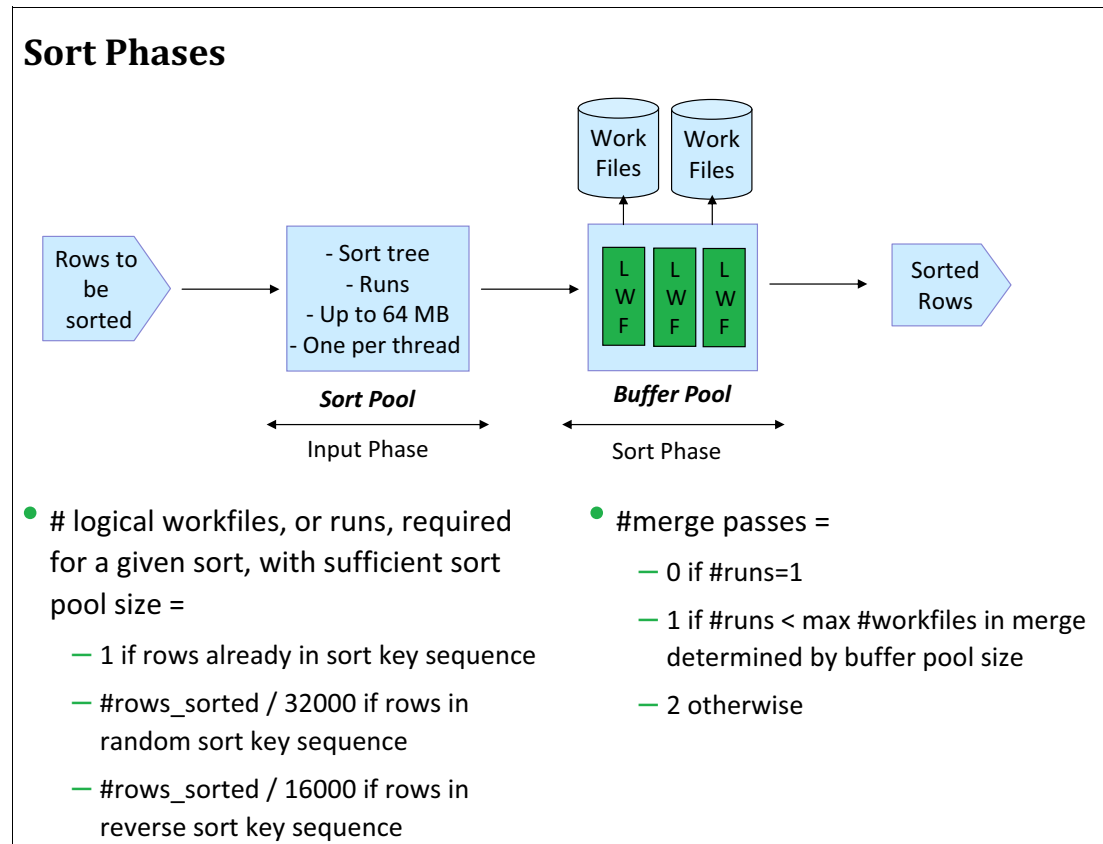 Sort Phases
Work
Files
Work
Files
Rows to
be
sorted
- Sort tree
- Runs
- Up to 64 MB
- One per thread
L
W
F
L
W
F
L
W
F
Sorted
Rows
Sort Pool
Buffer Pool
Input Phase
Sort Phase
• # logical workfiles, or runs, required
for a given sort, with sufficient sort
pool size =
— 1 if rows already in sort key sequence
— #rows_sorted / 32000 if rows in
random sort key sequence
— #rows_sorted / 16000 if rows in
reverse sort key sequence
• #merge passes =
— 0 if #runs=1
— 1 if #runs < max #workfiles in merge
determined by buffer pool size
— 2 otherwise